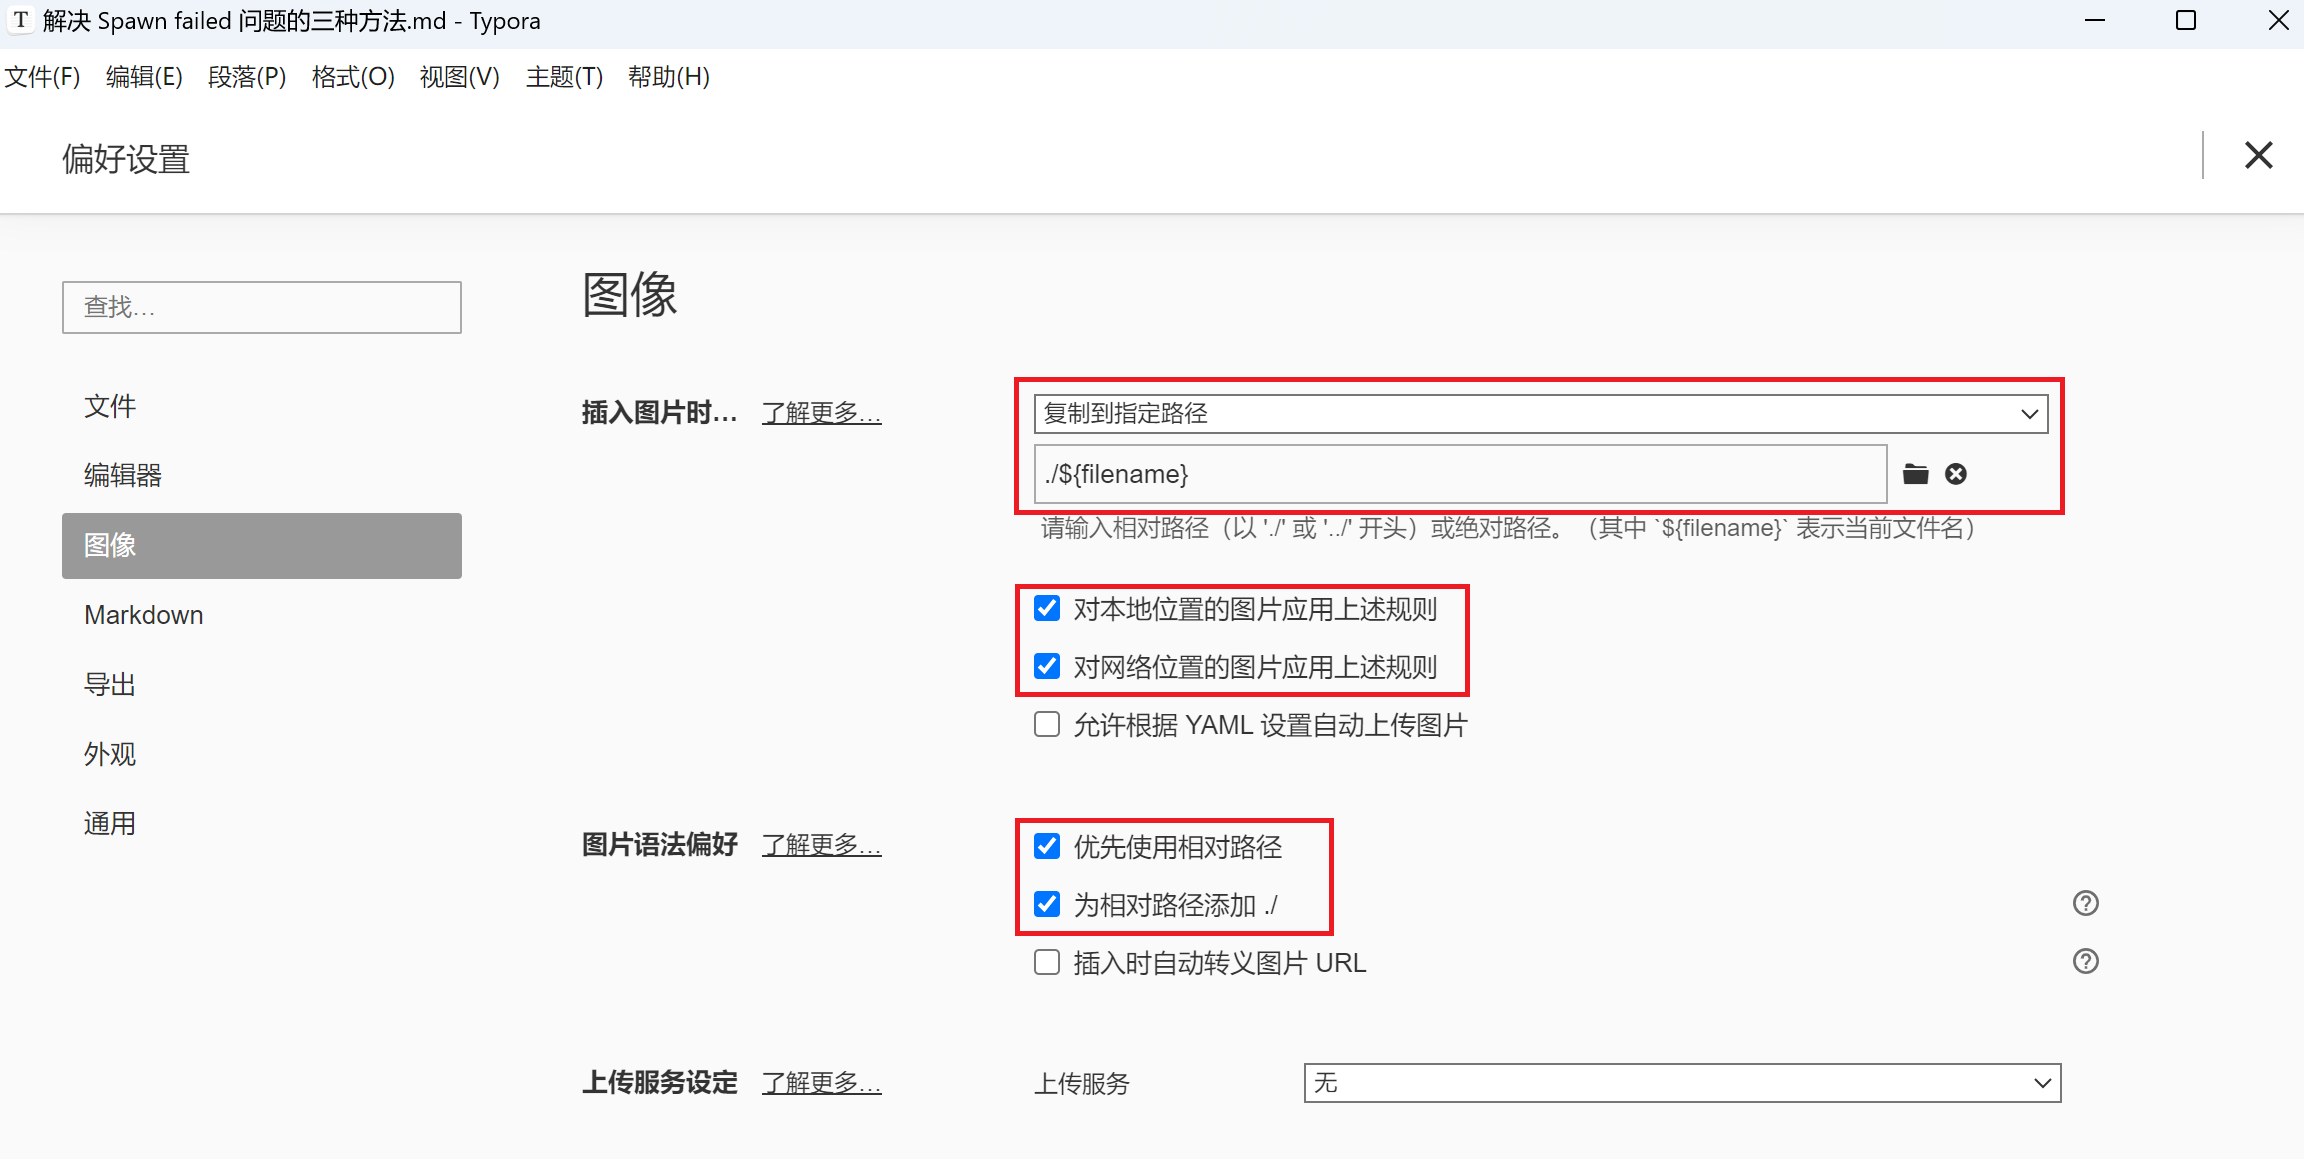 T 解决 Spawn failed 问题的三种方法.md - Typora
文件(F) 编辑(E) 段落(P) 格式(O) 视图(V) 主题(T) 帮助(H)
偏好设置
查找…
文件
编辑器
图像
Markdown
导出
外观
通用
图像
插入图片时… 了解更多…
复制到指定路径
./${filename}
请输入相对路径（以 './' 或 '../' 开头）或绝对路径。（其中 `${filename}` 表示当前文件名）
对本地位置的图片应用上述规则
对网络位置的图片应用上述规则
允许根据 YAML 设置自动上传图片
图片语法偏好 了解更多…
优先使用相对路径
为相对路径添加 ./
插入时自动转义图片 URL
上传服务设定 了解更多…
上传服务 无